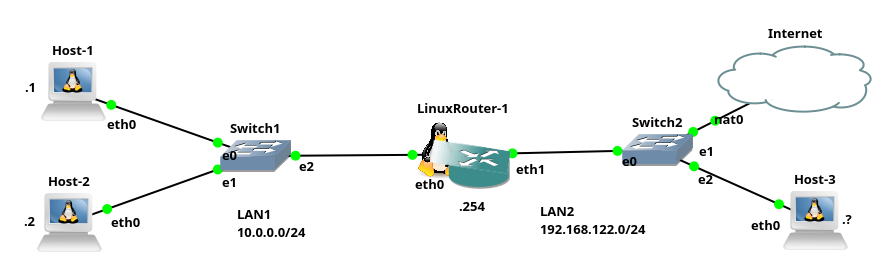 Internet
Host-1
.1
eth0
LinuxRouter-1
Switch1
e0
e2
e1
eth0
eth1
.254
Switch2
nat0
e0
e1
e2
Host-2
.2
eth0
LAN1
10.0.0.0/24
LAN2
192.168.122.0/24
Host-3
.?
eth0